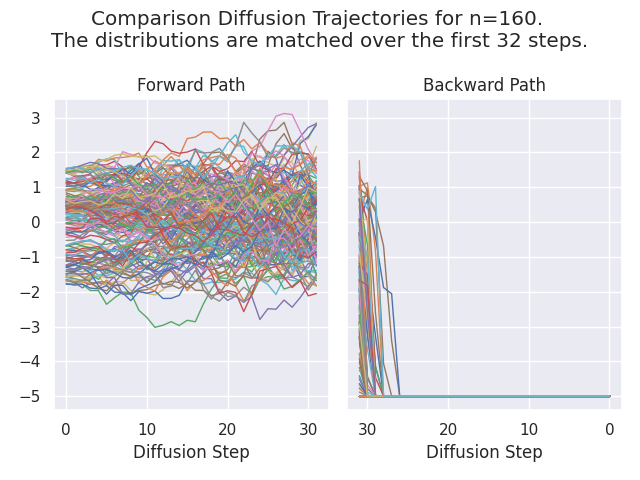 Comparison Diffusion Trajectories for n=160.
The distributions are matched over the first 32 steps.
Forward Path
Backward Path
3
2
1
0
−1
−2
−3
−4
−5
0 10 20 30
30 20 10 0
Diffusion Step
Diffusion Step